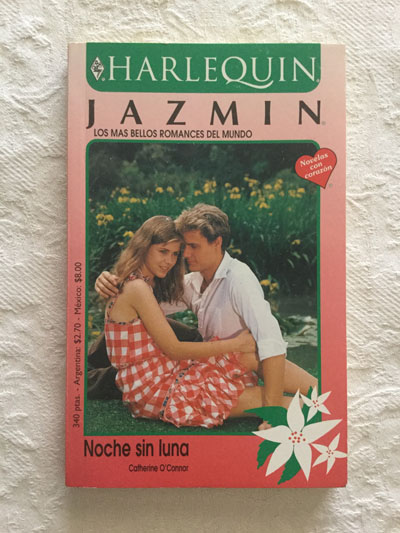 HARLEQUIN®
JAZMIN®
LOS MAS BELLOS ROMANCES DEL MUNDO
Novelas
con
corazón
340 ptas. - Argentina: $2.70 - México: $8.00
Noche sin luna
Catherine O'Connor